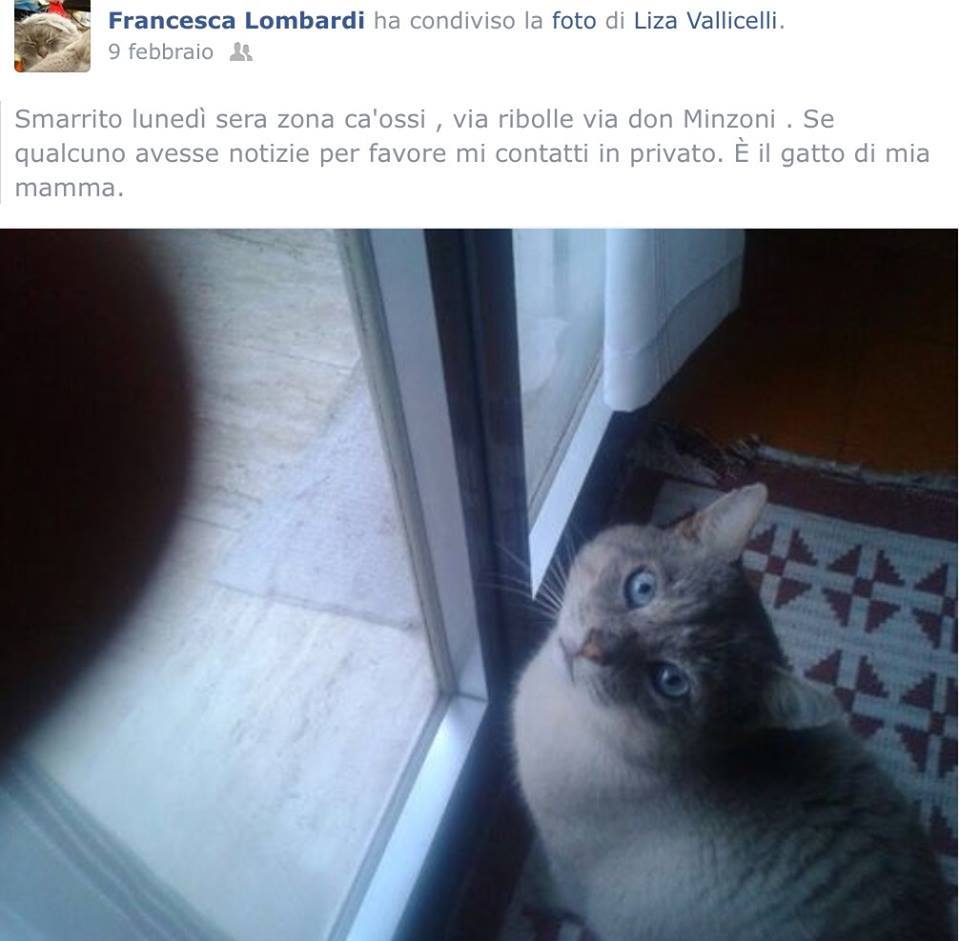 Francesca Lombardi ha condiviso la foto di Liza Vallicelli.
9 febbraio
Smarrito lunedì sera zona ca'ossi , via ribolle via don Minzoni . Se
qualcuno avesse notizie per favore mi contatti in privato. È il gatto di mia
mamma.